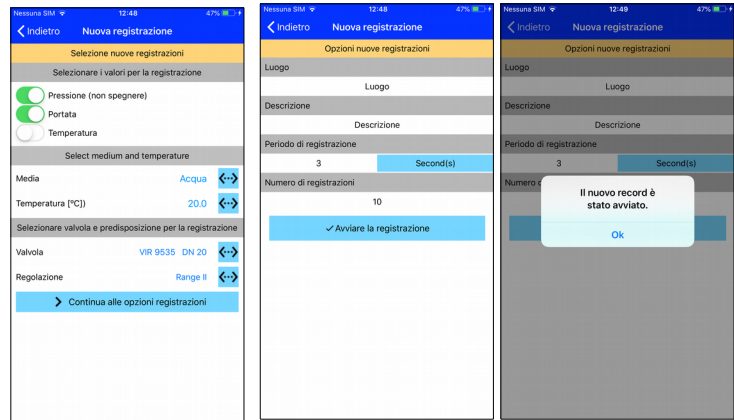 Nessuna SIM 12:48 47%
Indietro Nuova registrazione
Selezione nuove registrazioni
Selezionare i valori per la registrazione
Pressione (non spegnere)
Portata
Temperatura
Select medium and temperature
Media Acqua <··>
Temperatura [°C]) 20.0 <··>
Selezionare valvola e predisposizione per la registrazione
Valvola VIR 9535 DN 20 <··>
Regolazione Range II <··>
Continua alle opzioni registrazioni
Nessuna SIM 12:48 47%
Indietro Nuova registrazione
Opzioni nuove registrazioni
Luogo
Luogo
Descrizione
Descrizione
Periodo di registrazione
3 Second(s)
Numero di registrazioni
10
✓ Avviare la registrazione
Nessuna SIM 12:49 47%
Indietro Nuova registrazione
Opzioni nuove registrazioni
Luogo
Luogo
Descrizione
Descrizione
Periodo di registrazione
3 Second(s)
Numero
Il nuovo record è
stato avviato.
Ok